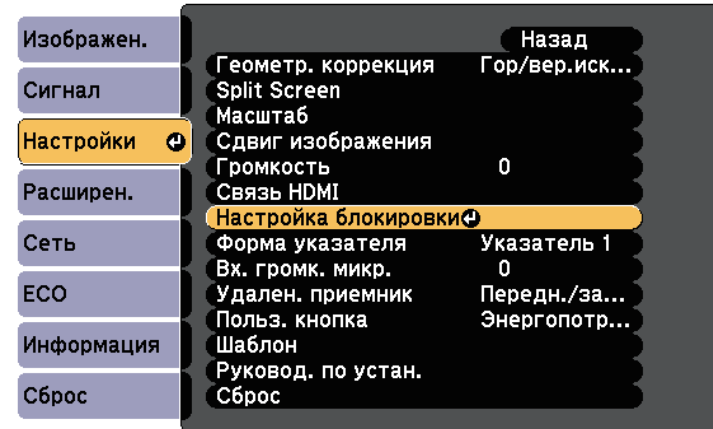 Изображен.
Сигнал
Настройки
Расширен.
Сеть
ECO
Информация
Сброс
Назад
Геометр. коррекция Гор/вер.иск...
Split Screen
Масштаб
Сдвиг изображения
Громкость 0
Связь HDMI
Настройка блокировки
Форма указателя Указатель 1
Вх. громк. микр. 0
Удален. приемник Передн./за...
Польз. кнопка Энергопотр...
Шаблон
Руковод. по устан.
Сброс